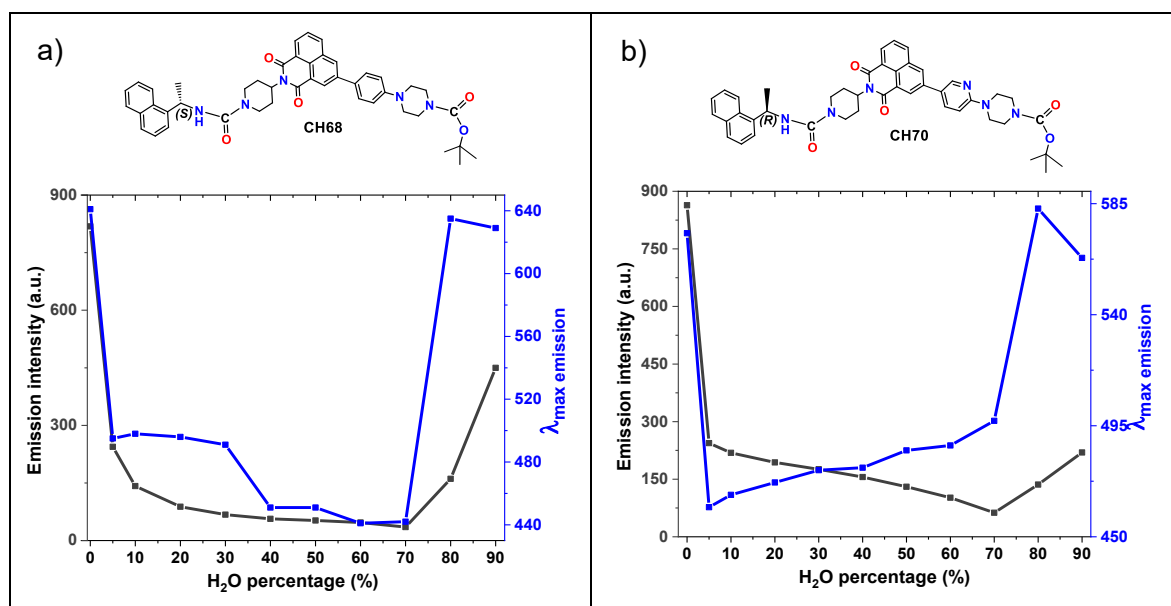 a)
O
N
O
N
N
O
O
(S)
N
H
N
O
CH68
900
600
300
0
640
600
560
520
480
440
0 10 20 30 40 50 60 70 80 90
Emission intensity (a.u.)
λmax emission
H2O percentage (%)
b)
O
N
O
N
N
N
C
O
O
(R)
N
H
C
N
O
CH70
900
750
600
450
300
150
0
585
540
495
450
0 10 20 30 40 50 60 70 80 90
Emission intensity (a.u.)
λmax emission
H2O percentage (%)